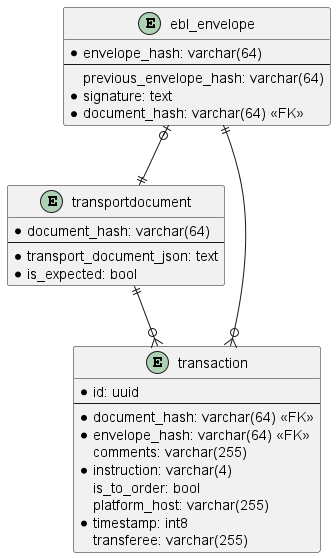 E ebl_envelope
envelope_hash: varchar(64)
previous_envelope_hash: varchar(64)
signature: text
document_hash: varchar(64) «FK»
E transportdocument
document_hash: varchar(64)
transport_document_json: text
is_expected: bool
E transaction
id: uuid
document_hash: varchar(64) «FK»
envelope_hash: varchar(64) «FK»
comments: varchar(255)
instruction: varchar(4)
is_to_order: bool
platform_host: varchar(255)
timestamp: int8
transferee: varchar(255)